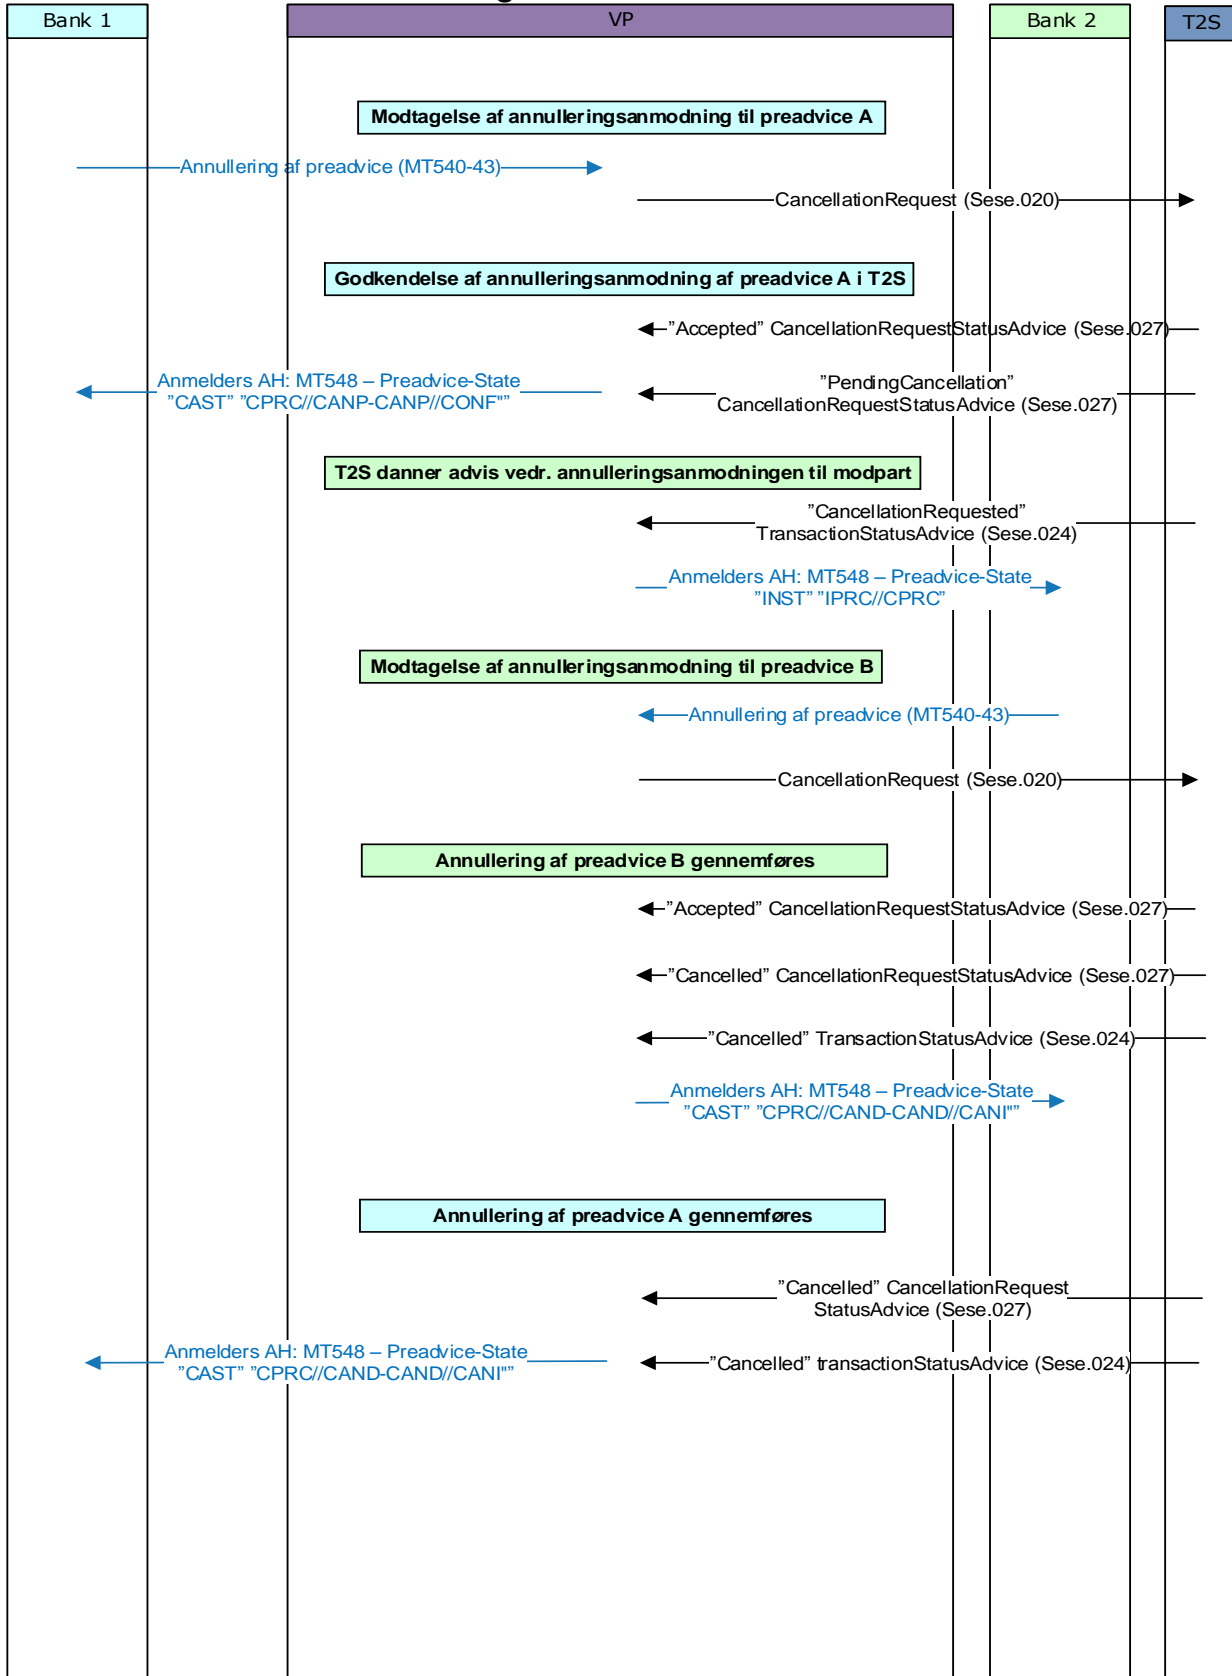 Bank 1
VP
Bank 2
T2S
Modtagelse af annulleringsanmodning til preadvice A
Annullering af preadvice (MT540-43)
CancellationRequest (Sese.020)
Godkendelse af annulleringsanmodning af preadvice A i T2S
”Accepted” CancellationRequestStatusAdvice (Sese.027)
Anmelders AH: MT548 – Preadvice-State
”CAST” ”CPRC//CANP-CANP//CONF"”
”PendingCancellation”
CancellationRequestStatusAdvice (Sese.027)
T2S danner advis vedr. annulleringsanmodningen til modpart
”CancellationRequested”
TransactionStatusAdvice (Sese.024)
Anmelders AH: MT548 – Preadvice-State
”INST” ”IPRC//CPRC”
Modtagelse af annulleringsanmodning til preadvice B
Annullering af preadvice (MT540-43)
CancellationRequest (Sese.020)
Annullering af preadvice B gennemføres
”Accepted” CancellationRequestStatusAdvice (Sese.027)
”Cancelled” CancellationRequestStatusAdvice (Sese.027)
”Cancelled” TransactionStatusAdvice (Sese.024)
Anmelders AH: MT548 – Preadvice-State
”CAST” ”CPRC//CAND-CAND//CANI"”
Annullering af preadvice A gennemføres
”Cancelled” CancellationRequest
StatusAdvice (Sese.027)
Anmelders AH: MT548 – Preadvice-State
”CAST” ”CPRC//CAND-CAND//CANI"”
”Cancelled” transactionStatusAdvice (Sese.024)